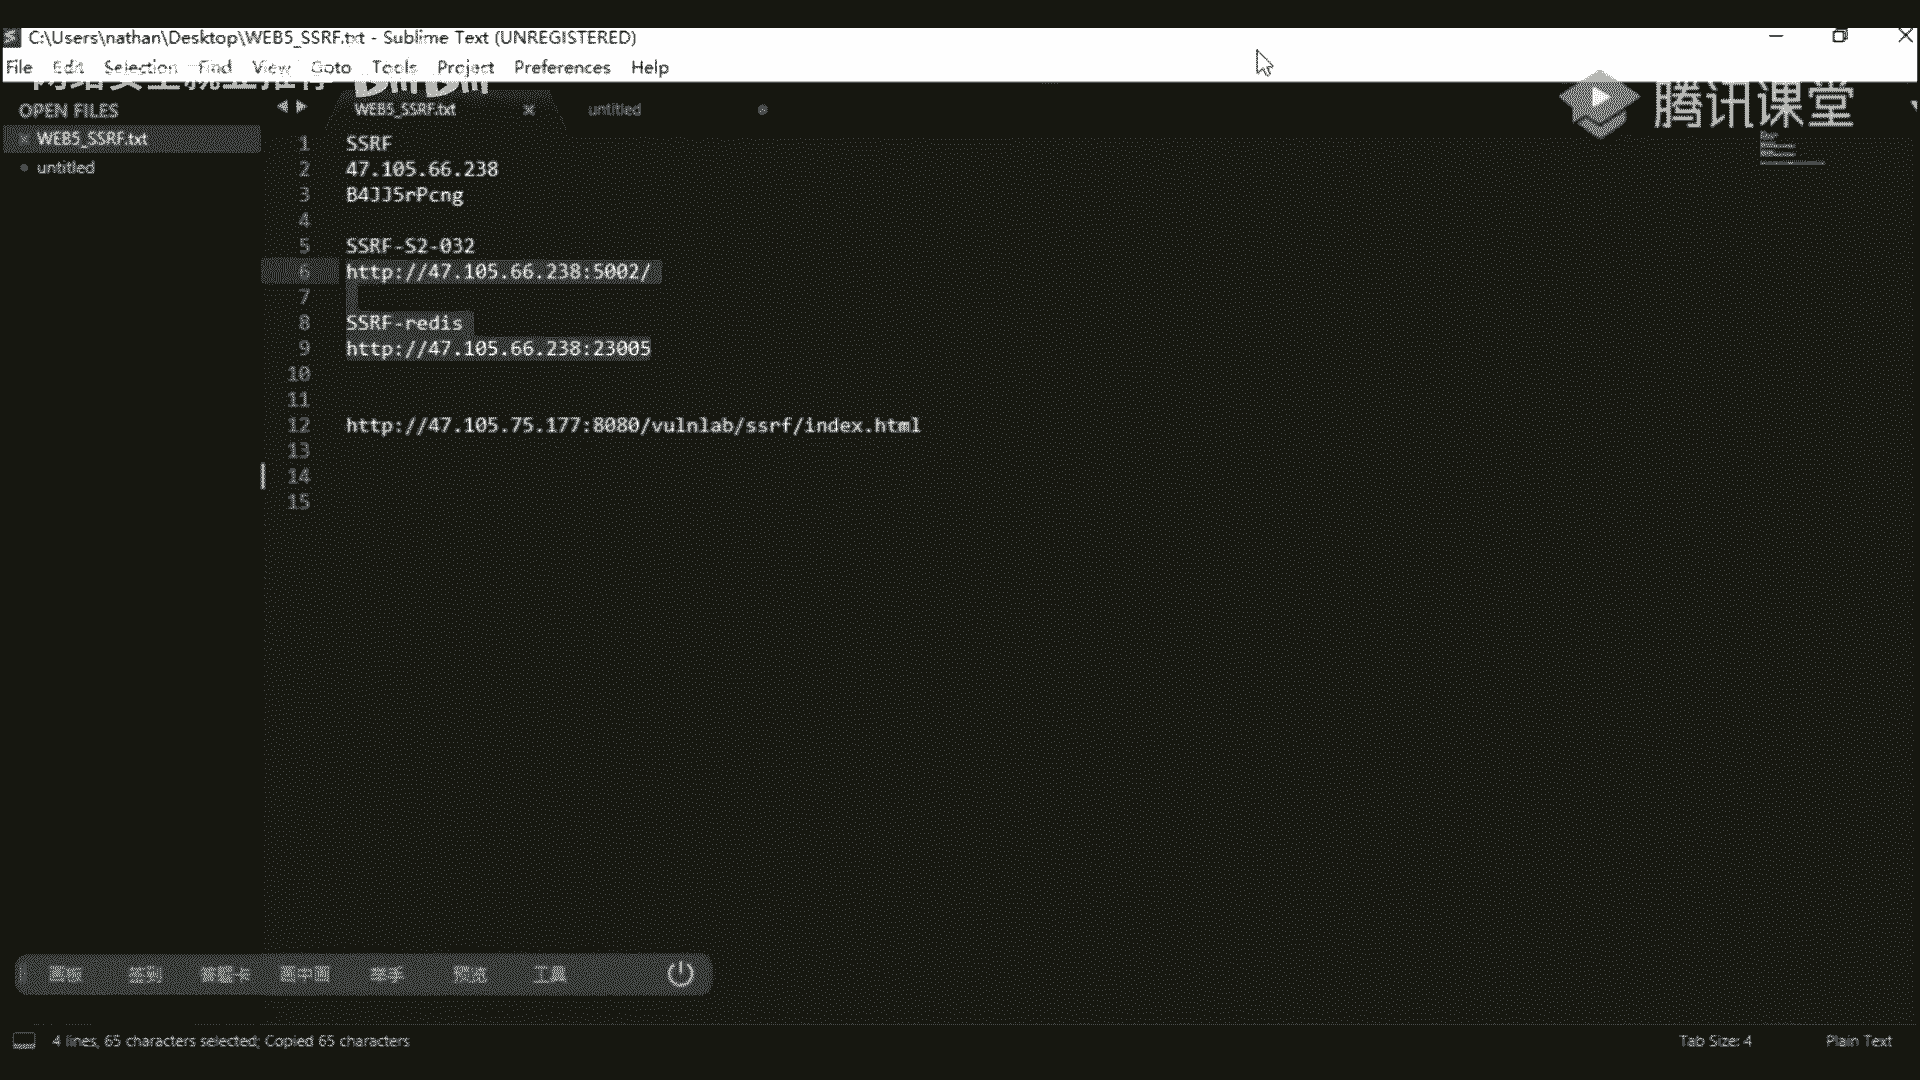 C:\Users\nathan\Desktop\WEB5_SSRF.txt - Sublime Text (UNREGISTERED)
File Edit Selection Find View Goto Tools Project Preferences Help
腾讯课堂
OPEN FILES
WEB5_SSRF.txt
untitled
WEB5_SSRF.txt
untitled
1 SSRF
2 47.105.66.238
3 B4JJ5rPcng
4
5 SSRF-S2-032
6 http://47.105.66.238:5002/
7
8 SSRF-redis
9 http://47.105.66.238:23005
10
11
12 http://47.105.75.177:8080/vulnlab/ssrf/index.html
13
14
15
画板 签到 答题卡 画中画 举手 预览 工具
4 lines, 65 characters selected; Copied 65 characters
Tab Size: 4
Plain Text